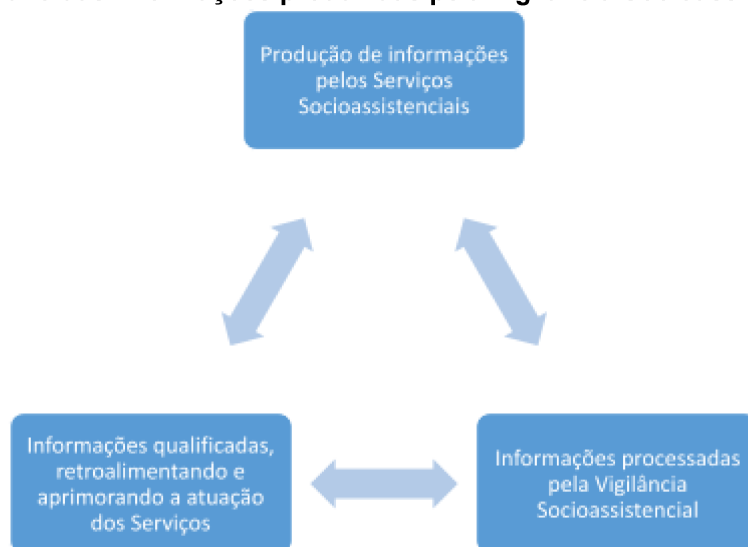 Produção de informações
pelos Serviços
Socioassistenciais
Informações qualificadas,
retroalimentando e
aprimorando a atuação
dos Serviços
Informações processadas
pela Vigilância
Socioassistencial